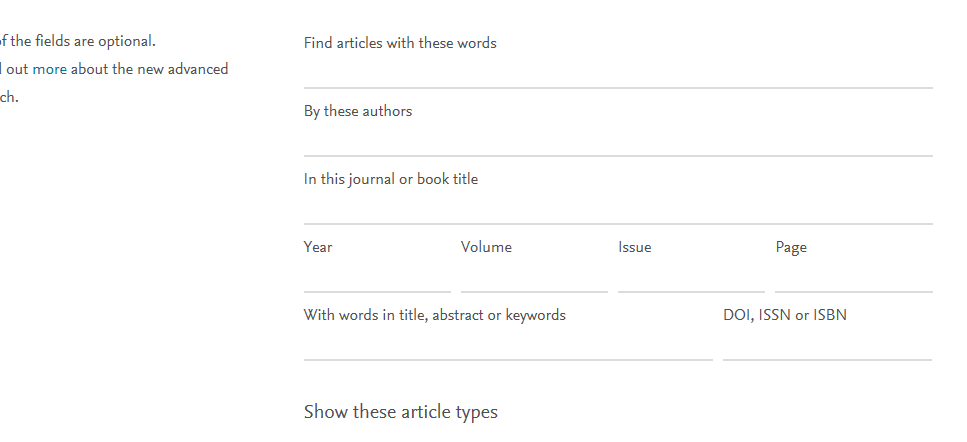 of the fields are optional.
out more about the new advanced
ch.
Find articles with these words
By these authors
In this journal or book title
Year Volume Issue Page
With words in title, abstract or keywords DOI, ISSN or ISBN
Show these article types